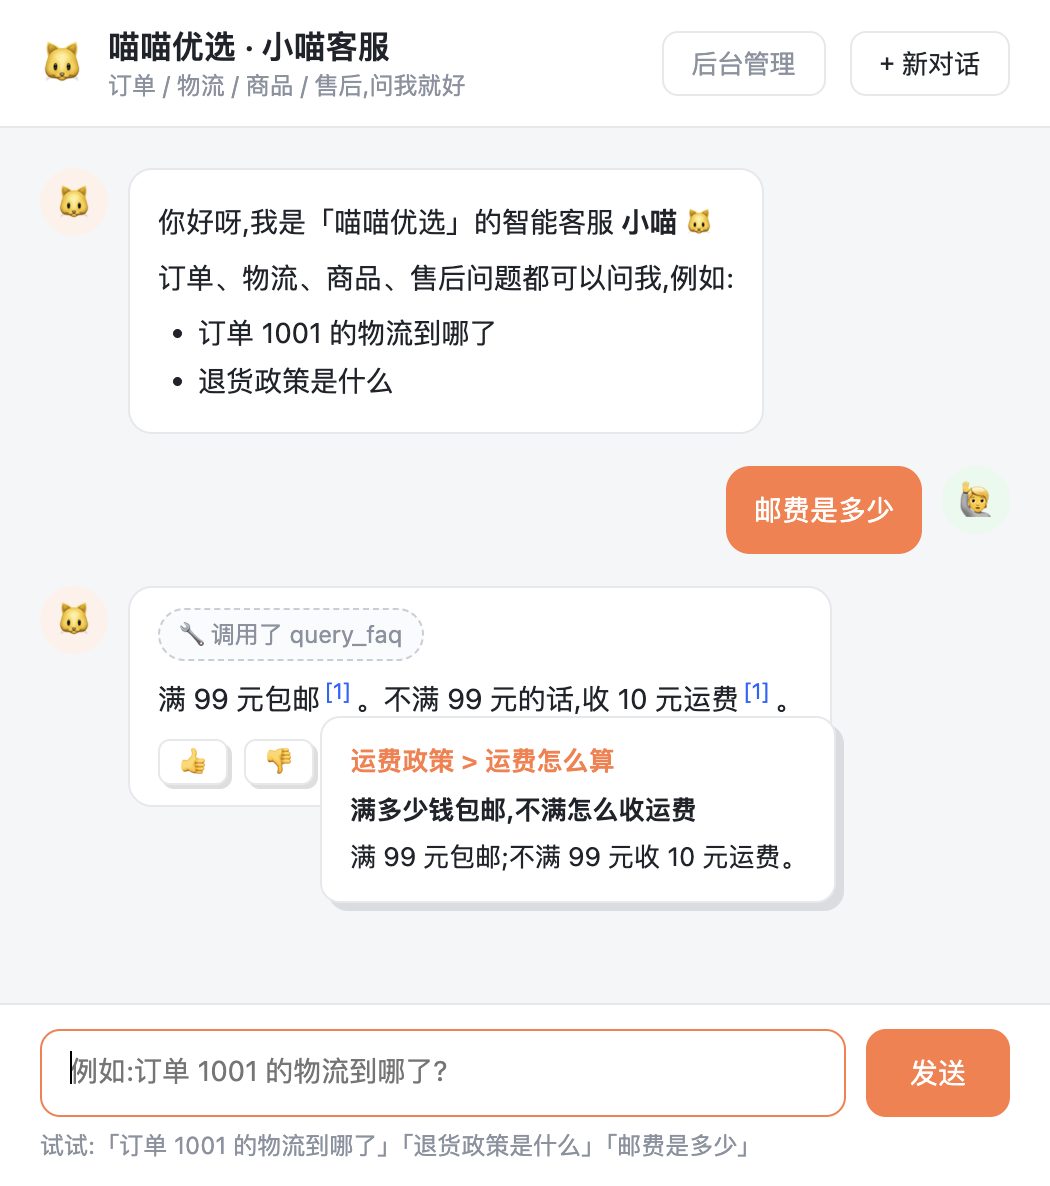 喵喵优选 · 小喵客服
订单 / 物流 / 商品 / 售后,问我就好
后台管理
+ 新对话
你好呀,我是「喵喵优选」的智能客服 小喵 🐱
订单、物流、商品、售后问题都可以问我,例如:
• 订单 1001 的物流到哪了
• 退货政策是什么
邮费是多少
🔧 调用了 query_faq
满 99 元包邮[1]。不满 99 元的话,收 10 元运费[1]。
运费政策 > 运费怎么算
满多少钱包邮,不满怎么收运费
满 99 元包邮;不满 99 元收 10 元运费。
例如:订单 1001 的物流到哪了?
发送
试试:「订单 1001 的物流到哪了」「退货政策是什么」「邮费是多少」